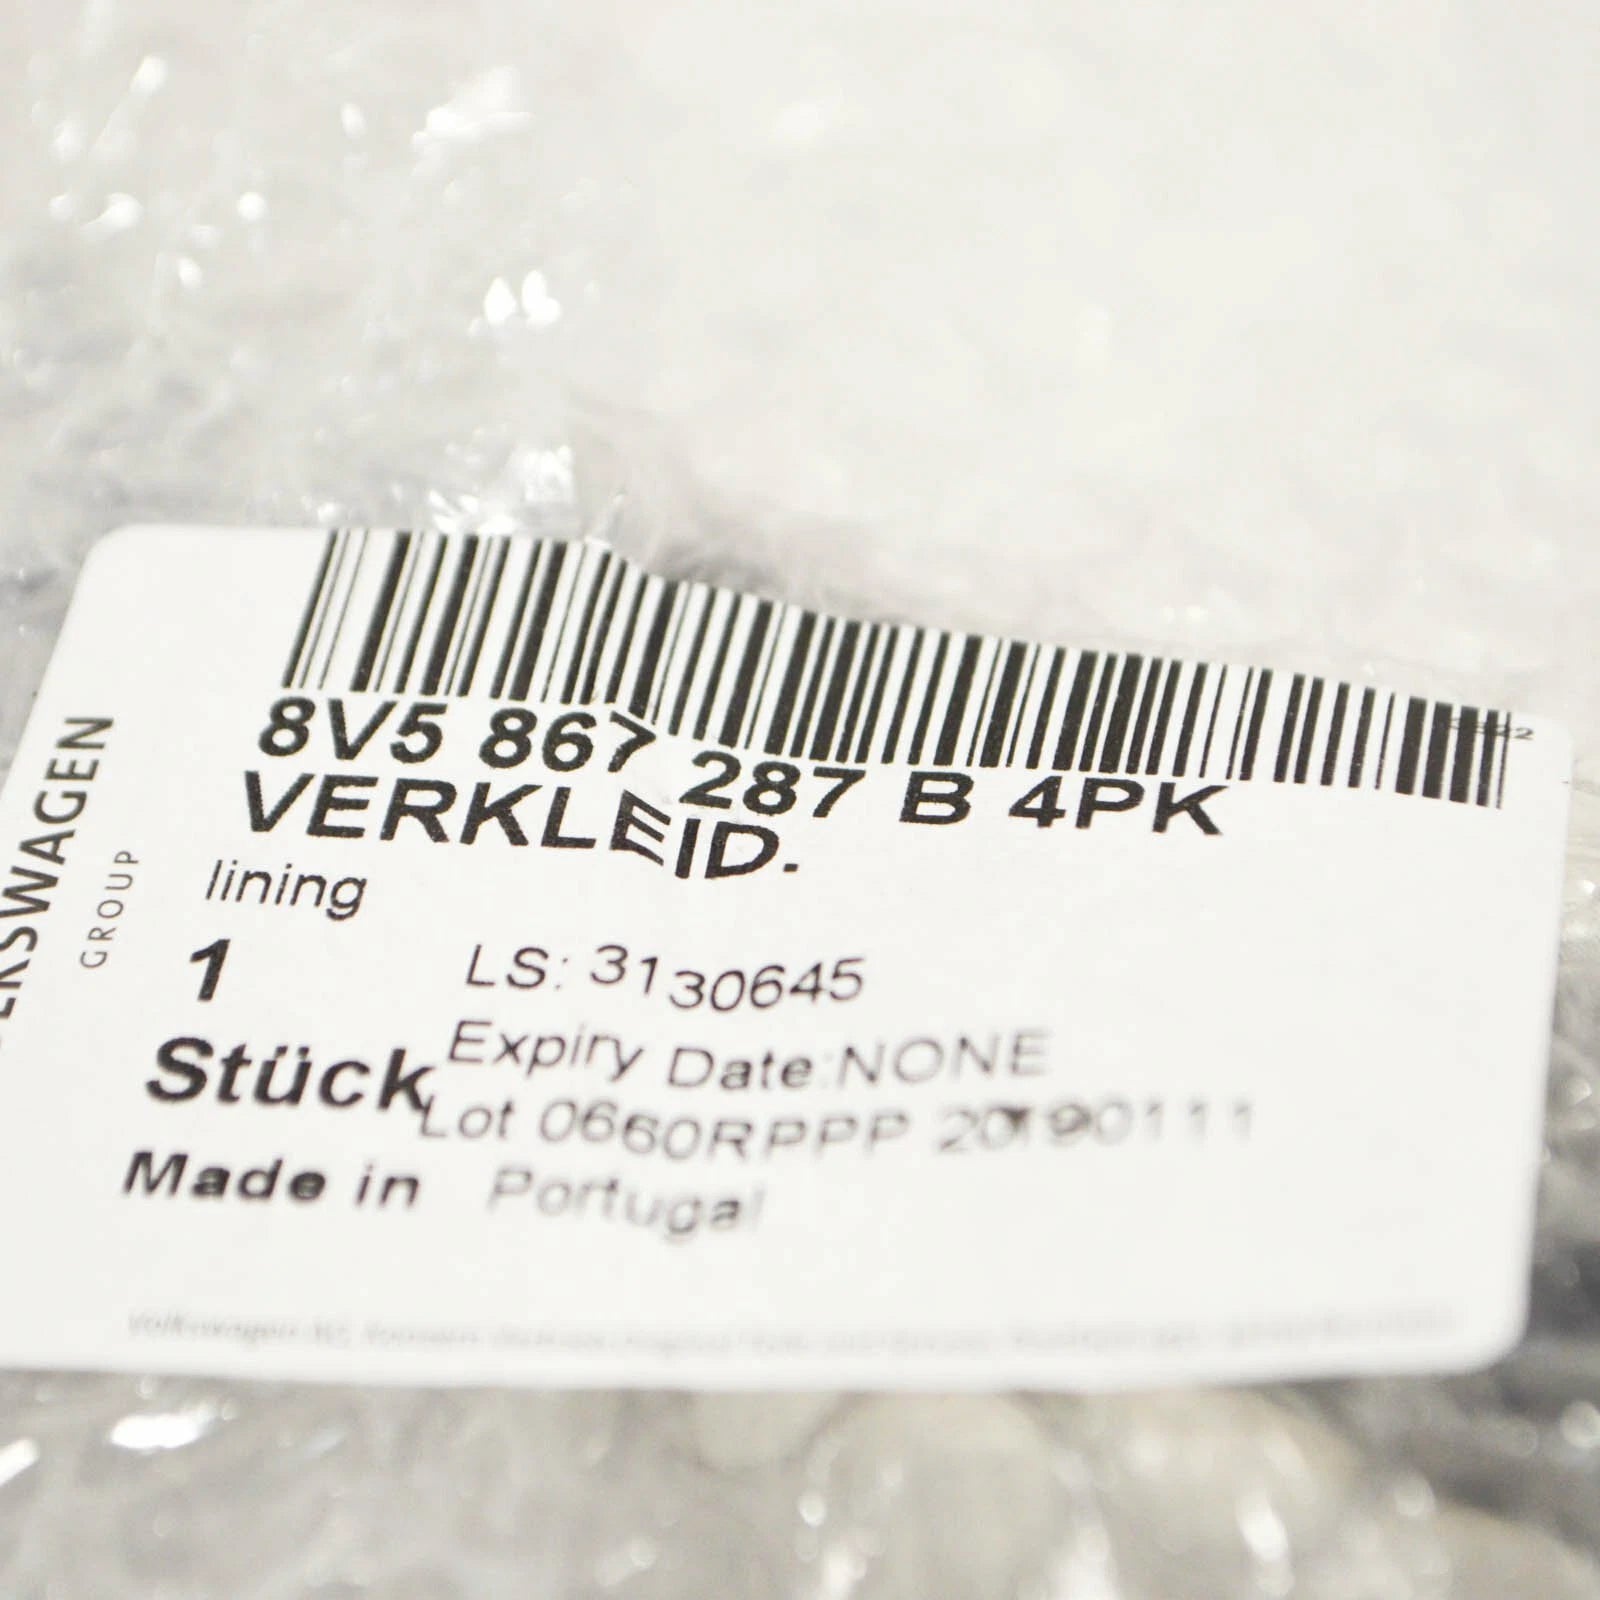 8V5 867 287 B 4PK
VERKLEID.
lining
1
LS: 3130645
Stück
Expiry Date:NONE
Lot 0660RPPP 20190111
Made in Portugal
GROUP